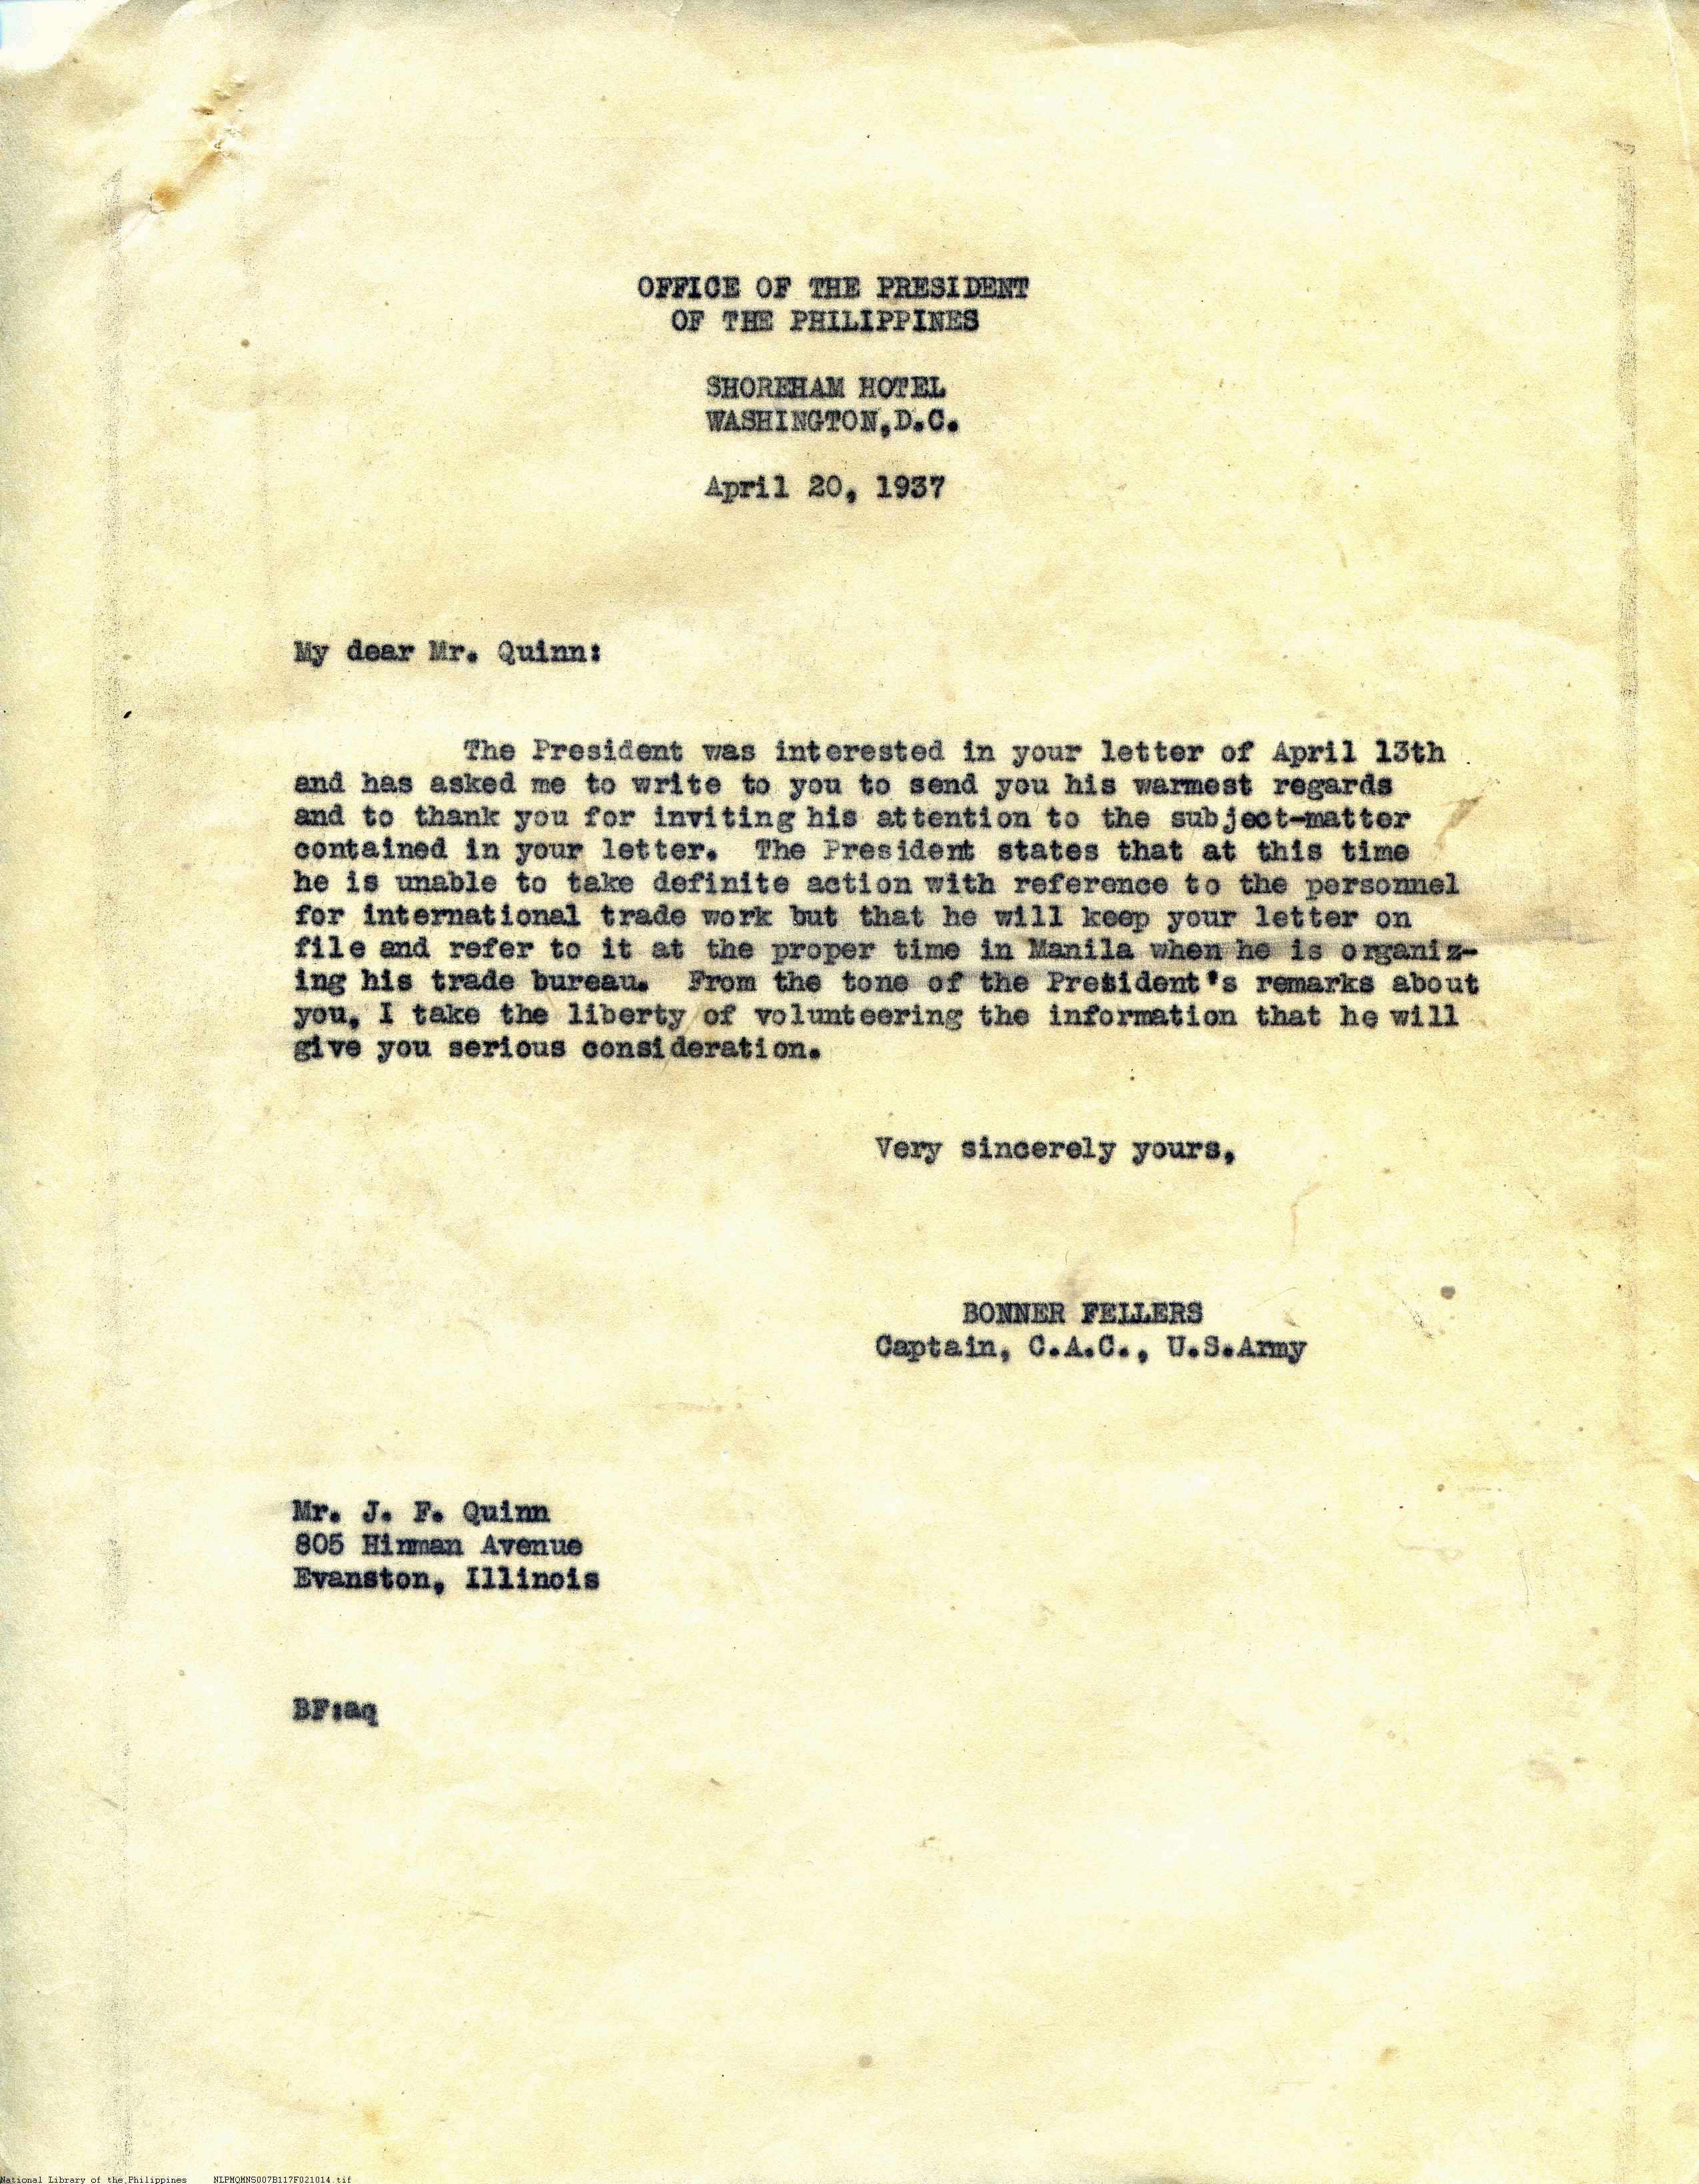 OFFICE OF THE PRESIDENT
OF THE PHILIPPINES
SHOREHAM HOTEL
WASHINGTON,D.C.
April 20, 1937
My dear Mr. Quinn:
The President was interested in your letter of April 13th
and has asked me to write to you to send you his warmest regards
and to thank you for inviting his attention to the subject-matter
contained in your letter. The President states that at this time
he is unable to take definite action with reference to the personnel
for international trade work but that he will keep your letter on
file and refer to it at the proper time in Manila when he is organiz-
ing his trade bureau. From the tone of the President's remarks about
you, I take the liberty of volunteering the information that he will
give you serious consideration.
Very sincerely yours,
BONNER FELLERS
Captain, C.A.C., U.S.Army
Mr. J. F. Quinn
805 Hinman Avenue
Evanston, Illinois
BF:aq
National Library of the Philippines NLPMQMNS007B117F021014.tif